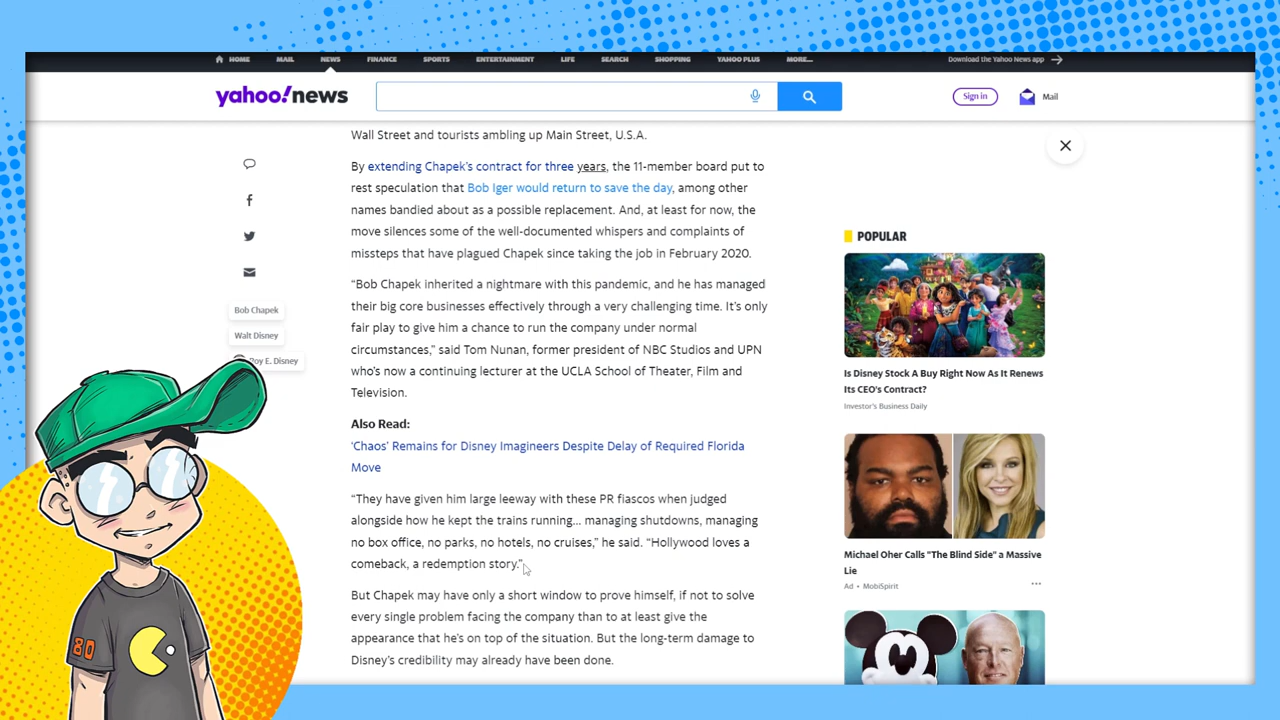 HOME MAIL NEWS FINANCE SPORTS ENTERTAINMENT LIFE SEARCH SHOPPING YAHOO PLUS MORE... Download the Yahoo News app
yahoo!news
Sign in
Mail
Wall Street and tourists ambling up Main Street, U.S.A.
By extending Chapek's contract for three years, the 11-member board put to
rest speculation that Bob Iger would return to save the day, among other
names bandied about as a possible replacement. And, at least for now, the
move silences some of the well-documented whispers and complaints of
missteps that have plagued Chapek since taking the job in February 2020.
“Bob Chapek inherited a nightmare with this pandemic, and he has managed
their big core businesses effectively through a very challenging time. It's only
fair play to give him a chance to run the company under normal
circumstances,” said Tom Nunan, former president of NBC Studios and UPN
who's now a continuing lecturer at the UCLA School of Theater, Film and
Television.
Also Read:
'Chaos' Remains for Disney Imagineers Despite Delay of Required Florida
Move
“They have given him large leeway with these PR fiascos when judged
alongside how he kept the trains running... managing shutdowns, managing
no box office, no parks, no hotels, no cruises,” he said. “Hollywood loves a
comeback, a redemption story.”
But Chapek may have only a short window to prove himself, if not to solve
every single problem facing the company than to at least give the
appearance that he's on top of the situation. But the long-term damage to
Disney's credibility may already have been done.
Bob Chapek
Walt Disney
Roy E. Disney
80
POPULAR
Is Disney Stock A Buy Right Now As It Renews
Its CEO's Contract?
Investor's Business Daily
Michael Oher Calls "The Blind Side" a Massive
Lie
Ad • MobiSpirit